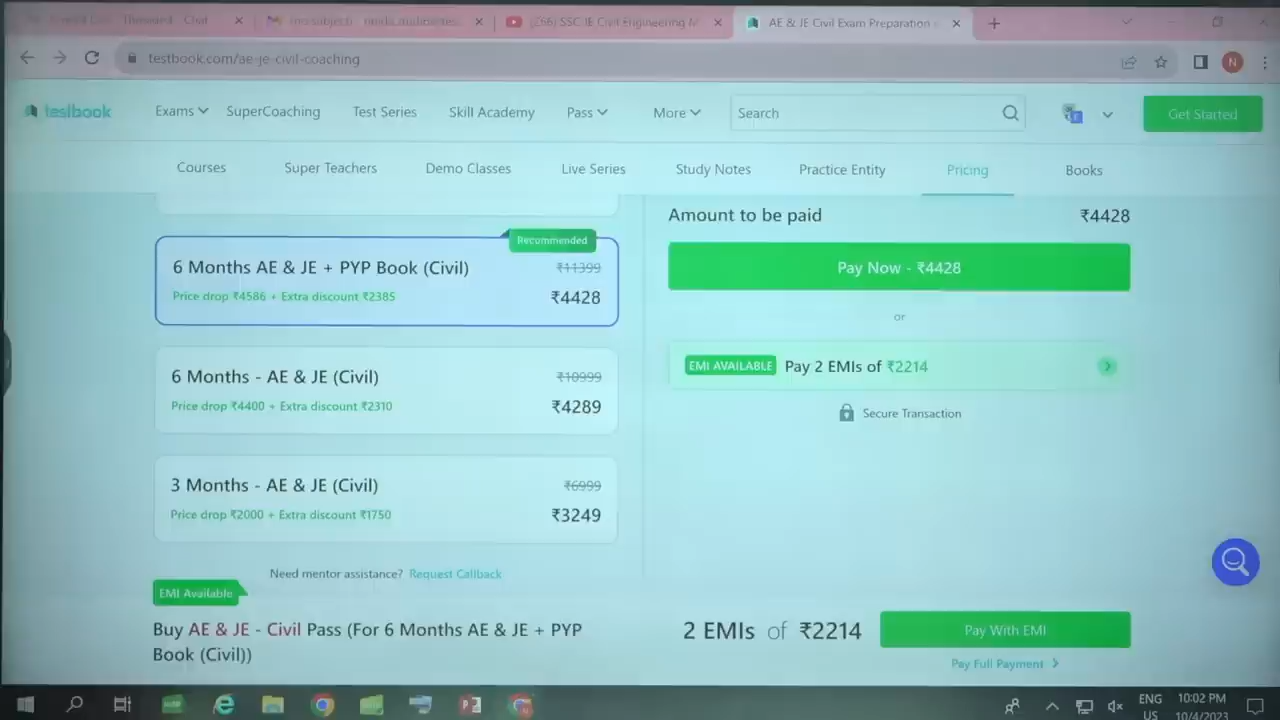 (256) SSC JE Civil Engineering M
AE & JE Civil Exam Preparation
testbook.com/ae-je-civil-coaching
N
testbook
Exams
SuperCoaching
Test Series
Skill Academy
Pass
More
Search
Get Started
Courses
Super Teachers
Demo Classes
Live Series
Study Notes
Practice Entity
Pricing
Books
Recommended
6 Months AE & JE + PYP Book (Civil)
₹11399
Price drop ₹4586 + Extra discount ₹2385
₹4428
6 Months - AE & JE (Civil)
₹10999
Price drop ₹4400 + Extra discount ₹2310
₹4289
3 Months - AE & JE (Civil)
₹6999
Price drop ₹2000 + Extra discount ₹1750
₹3249
Need mentor assistance? Request Callback
Amount to be paid
₹4428
Pay Now - ₹4428
or
EMI AVAILABLE Pay 2 EMIs of ₹2214
Secure Transaction
EMI Available
Buy AE & JE - Civil Pass (For 6 Months AE & JE + PYP
Book (Civil))
2 EMIs of ₹2214
Pay With EMI
Pay Full Payment
ENG
US
10:02 PM
10/4/2023